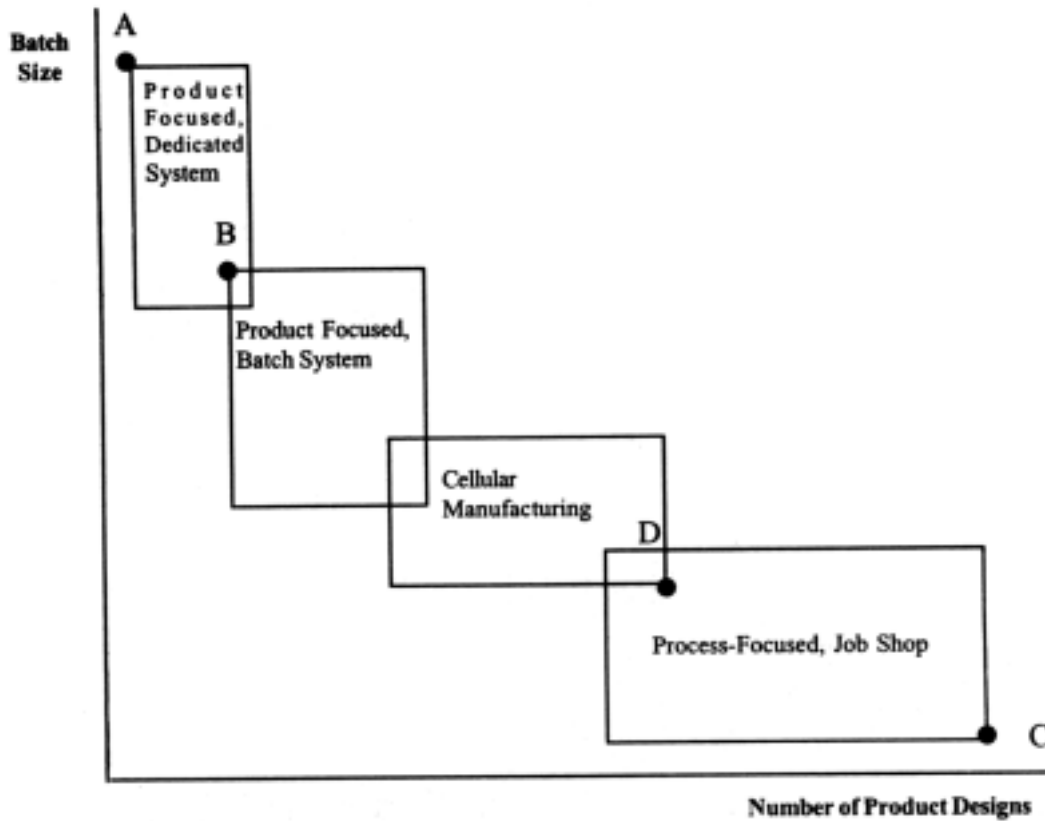 A
Batch
Size
Product
Focused,
Dedicated
System
B
Product Focused,
Batch System
Cellular
Manufacturing
D
Process-Focused, Job Shop
C
Number of Product Designs